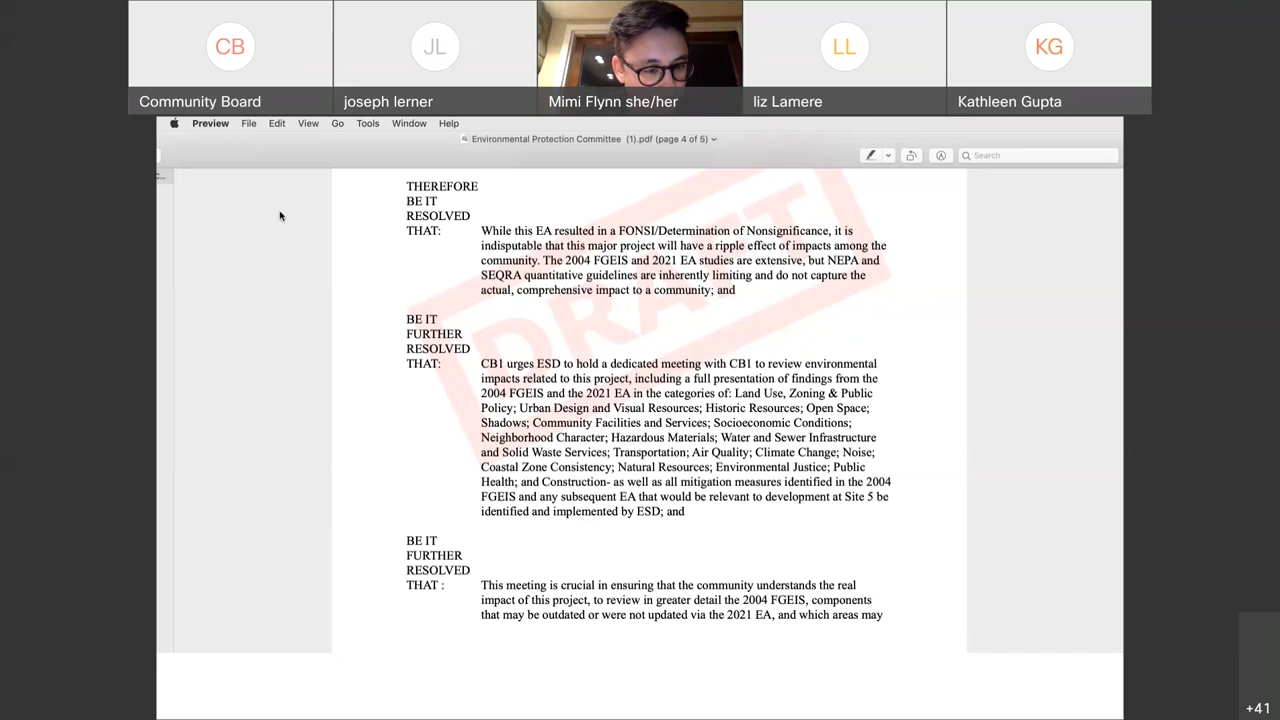 CB
JL
LL
KG
Community Board
joseph lerner
Mimi Flynn she/her
liz Lamere
Kathleen Gupta
Preview File Edit View Go Tools Window Help
Environmental Protection Committee (1).pdf (page 4 of 5)
Search
DRAFT
THEREFORE
BE IT
RESOLVED
THAT: While this EA resulted in a FONSI/Determination of Nonsignificance, it is
indisputable that this major project will have a ripple effect of impacts among the
community. The 2004 FGEIS and 2021 EA studies are extensive, but NEPA and
SEQRA quantitative guidelines are inherently limiting and do not capture the
actual, comprehensive impact to a community; and
BE IT
FURTHER
RESOLVED
THAT: CB1 urges ESD to hold a dedicated meeting with CB1 to review environmental
impacts related to this project, including a full presentation of findings from the
2004 FGEIS and the 2021 EA in the categories of: Land Use, Zoning & Public
Policy; Urban Design and Visual Resources; Historic Resources; Open Space;
Shadows; Community Facilities and Services; Socioeconomic Conditions;
Neighborhood Character; Hazardous Materials; Water and Sewer Infrastructure
and Solid Waste Services; Transportation; Air Quality; Climate Change; Noise;
Coastal Zone Consistency; Natural Resources; Environmental Justice; Public
Health; and Construction- as well as all mitigation measures identified in the 2004
FGEIS and any subsequent EA that would be relevant to development at Site 5 be
identified and implemented by ESD; and
BE IT
FURTHER
RESOLVED
THAT : This meeting is crucial in ensuring that the community understands the real
impact of this project, to review in greater detail the 2004 FGEIS, components
that may be outdated or were not updated via the 2021 EA, and which areas may
+41